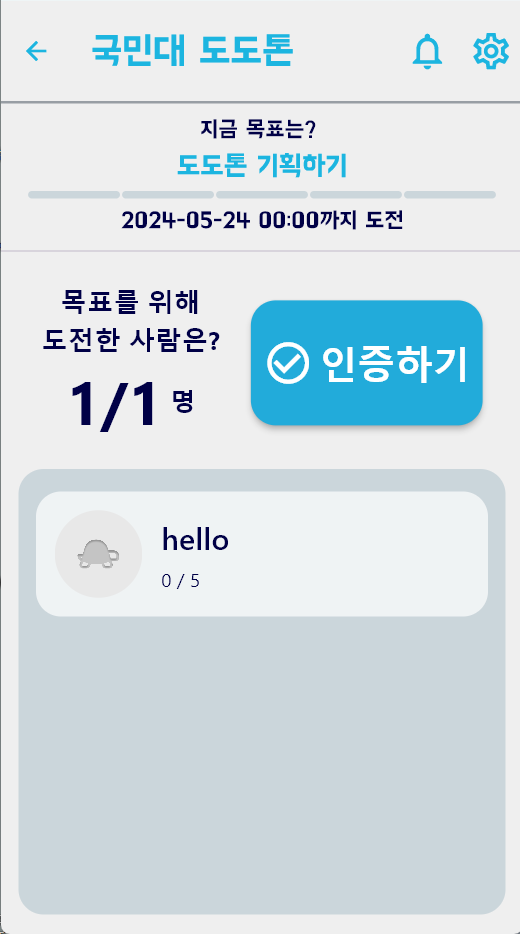 국민대 도도톤
지금 목표는?
도도톤 기획하기
2024-05-24 00:00까지 도전
목표를 위해
도전한 사람은?
1/1 명
인증하기
hello
0 / 5